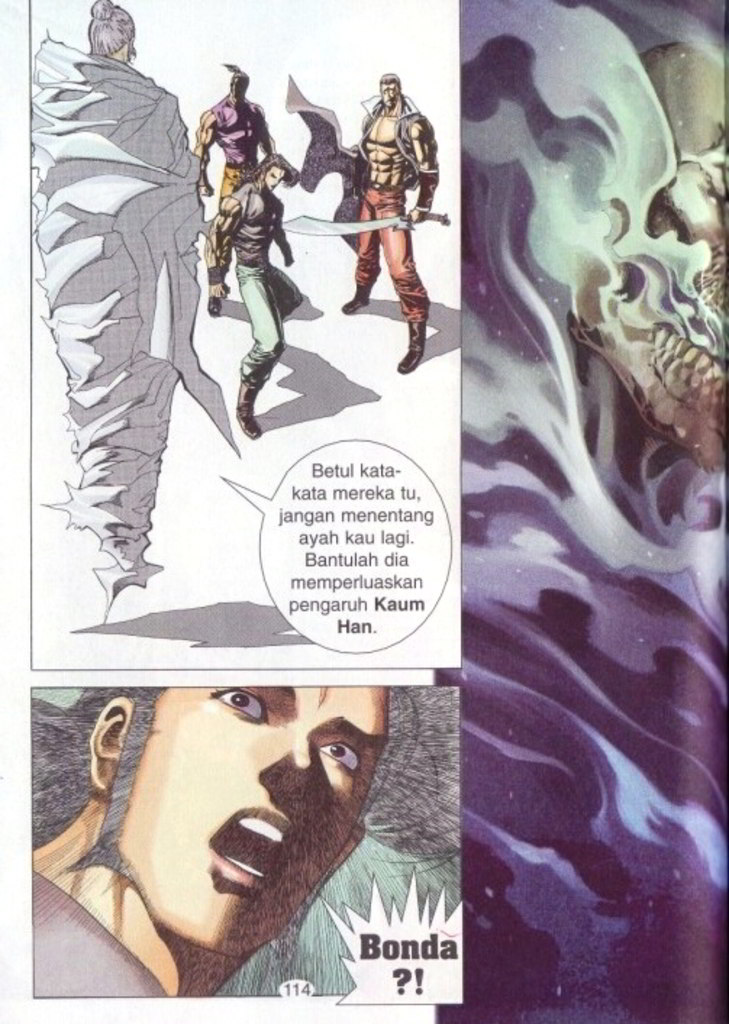 Betul kata-
kata mereka tu,
jangan menentang
ayah kau lagi.
Bantulah dia
memperluaskan
pengaruh Kaum
Han.
Bonda
?!
114